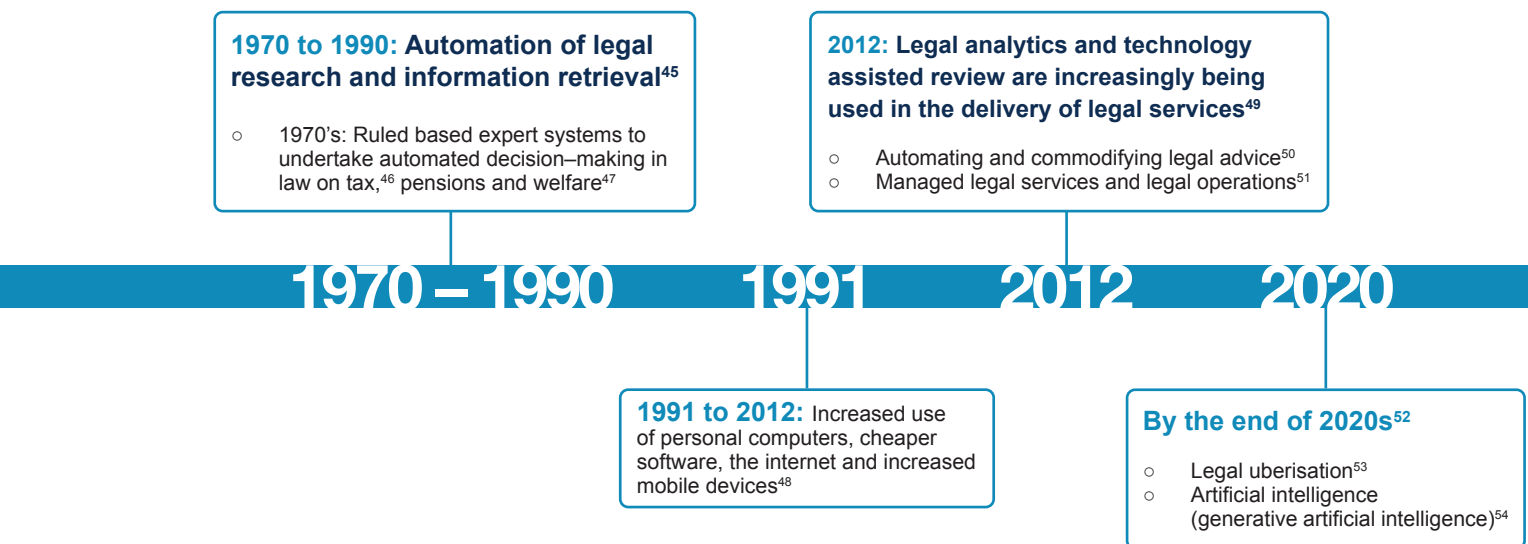 1970 to 1990: Automation of legal
research and information retrieval45
○ 1970's: Ruled based expert systems to
undertake automated decision–making in
law on tax,46 pensions and welfare47
2012: Legal analytics and technology
assisted review are increasingly being
used in the delivery of legal services49
○ Automating and commodifying legal advice50
○ Managed legal services and legal operations51
1970 – 1990 1991 2012 2020
1991 to 2012: Increased use
of personal computers, cheaper
software, the internet and increased
mobile devices48
By the end of 2020s52
○ Legal uberisation53
○ Artificial intelligence
(generative artificial intelligence)54